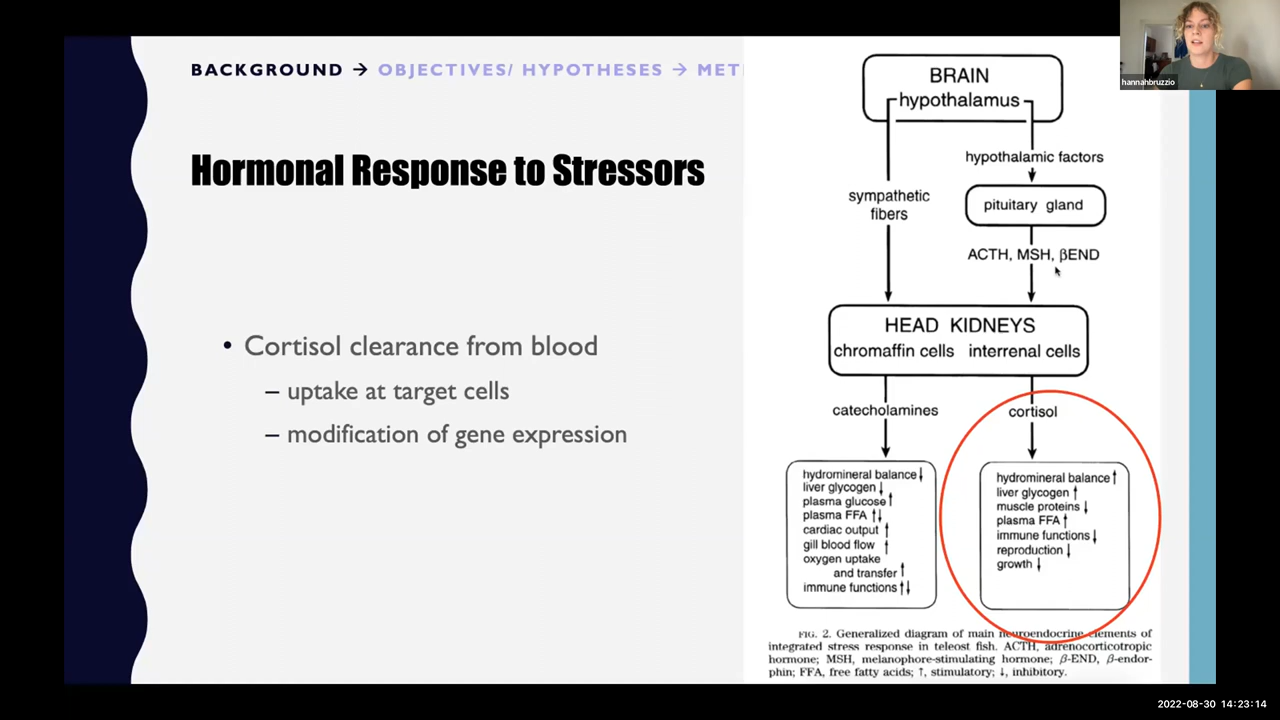 BACKGROUND → OBJECTIVES/ HYPOTHESES → MET
Hormonal Response to Stressors
• Cortisol clearance from blood
– uptake at target cells
– modification of gene expression
BRAIN
hypothalamus
hypothalamic factors
sympathetic
fibers
pituitary gland
ACTH, MSH, βEND
HEAD KIDNEYS
chromaffin cells interrenal cells
catecholamines
cortisol
hydromineral balance↓
liver glycogen↓
plasma glucose↑
plasma FFA ↑↓
cardiac output ↑
gill blood flow ↑
oxygen uptake
and transfer↑
immune functions↑↓
hydromineral balance↑
liver glycogen↑
muscle proteins↓
plasma FFA↑
immune functions↓
reproduction↓
growth↓
FIG. 2. Generalized diagram of main neuroendocrine elements of
integrated stress response in teleost fish. ACTH, adrenocorticotropic
hormone; MSH, melanophore-stimulating hormone; β-END, β-endor-
phin; FFA, free fatty acids; ↑, stimulatory; ↓, inhibitory.
hannahbruzzio
2022-08-30 14:23:14